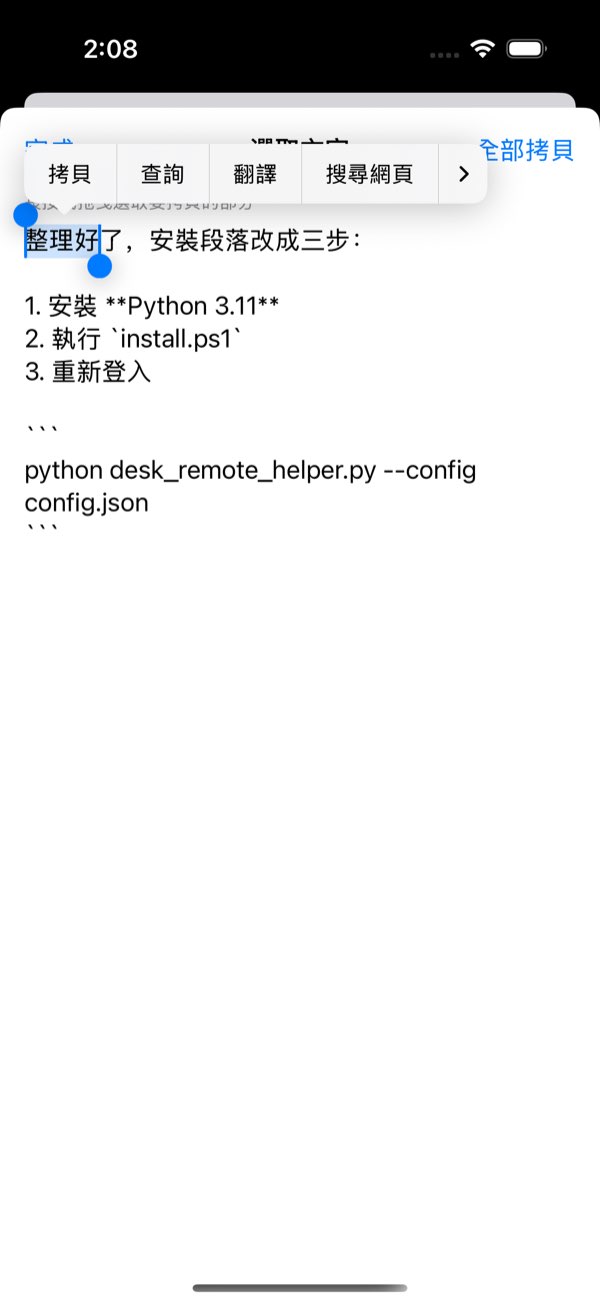 2:08
全部拷貝
拷貝 查詢 翻譯 搜尋網頁
整理好了，安裝段落改成三步：
1. 安裝 **Python 3.11**
2. 執行 `install.ps1`
3. 重新登入
```
python desk_remote_helper.py --config
config.json
```